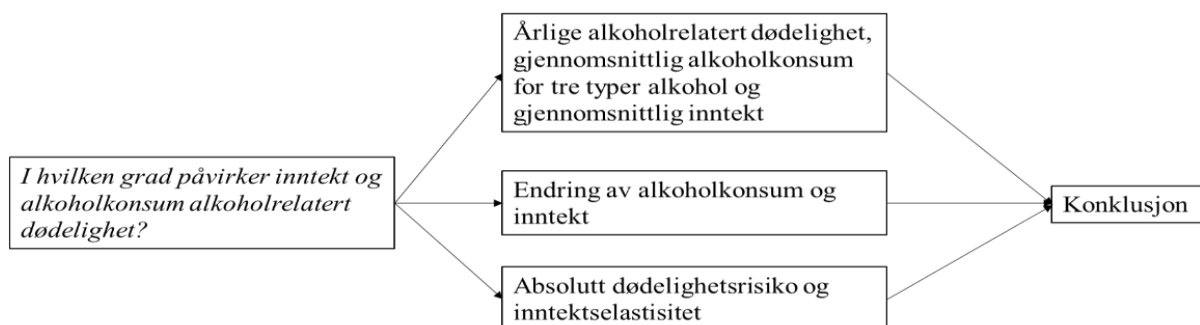 I hvilken grad påvirker inntekt og
alkoholkonsum alkoholrelatert
dødelighet?
Årlige alkoholrelatert dødelighet,
gjennomsnittlig alkoholkonsum
for tre typer alkohol og
gjennomsnittlig inntekt
Endring av alkoholkonsum og
inntekt
Absolutt dødelighetsrisiko og
inntektselastisitet
Konklusjon